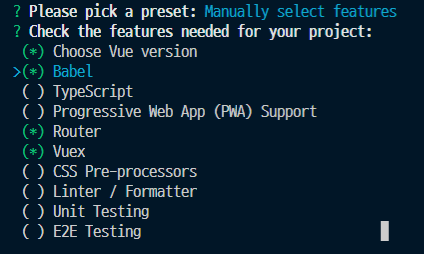 ? Please pick a preset: Manually select features
? Check the features needed for your project:
(*) Choose Vue version
>(*) Babel
( ) TypeScript
( ) Progressive Web App (PWA) Support
(*) Router
(*) Vuex
( ) CSS Pre-processors
( ) Linter / Formatter
( ) Unit Testing
( ) E2E Testing